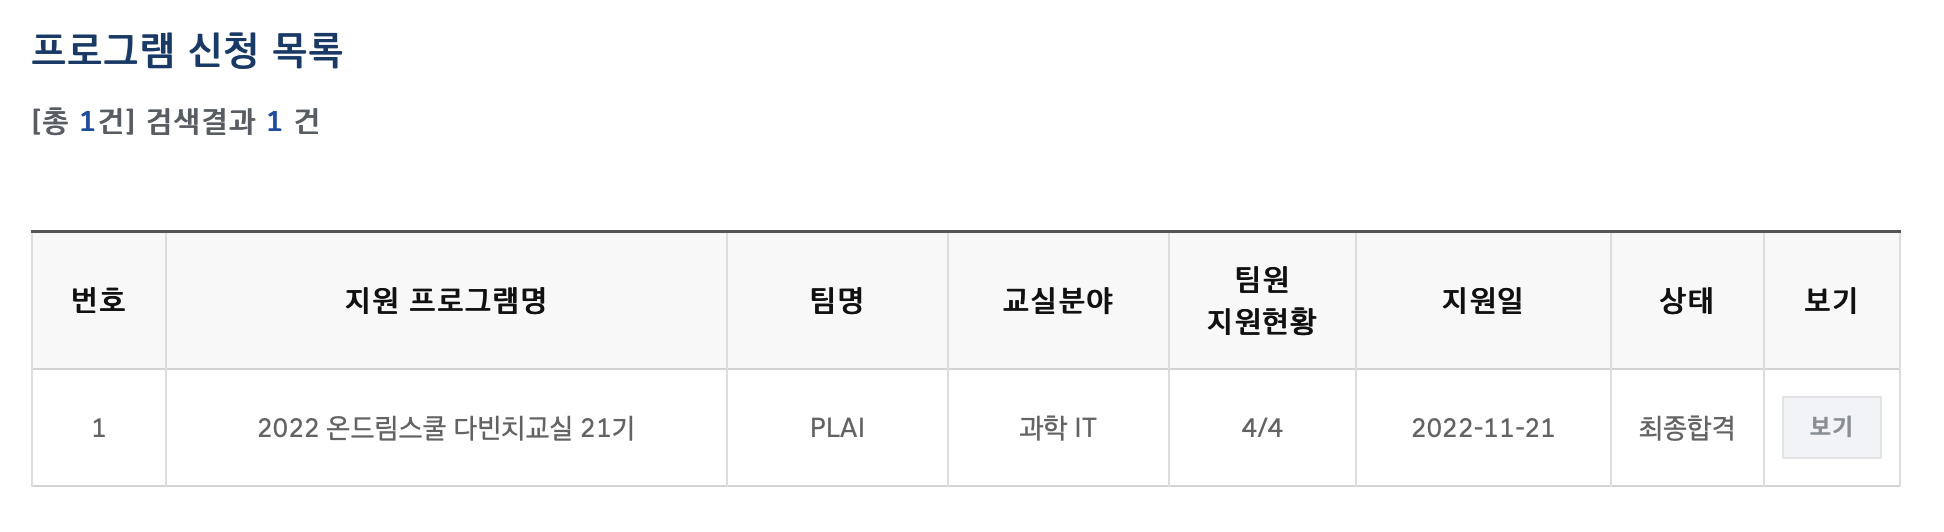 프로그램 신청 목록
[총 1건] 검색결과 1 건
번호 지원 프로그램명 팀명 교실분야 팀원 지원현황 지원일 상태 보기
1 2022 온드림스쿨 다빈치교실 21기 PLAI 과학 IT 4/4 2022-11-21 최종합격 보기